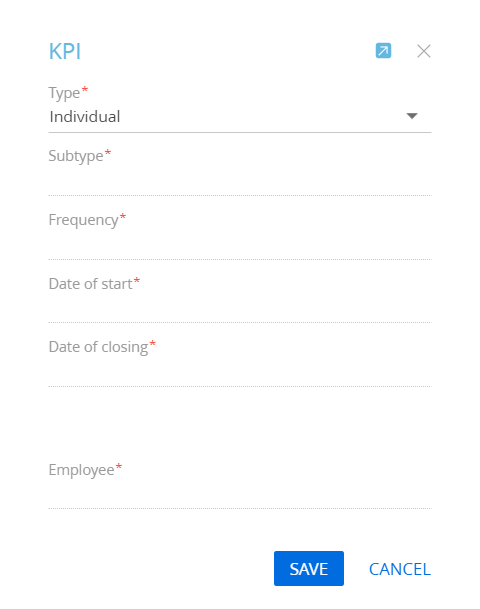 KPI
Type*
Individual
Subtype*
Frequency*
Date of start*
Date of closing*
Employee*
SAVE CANCEL